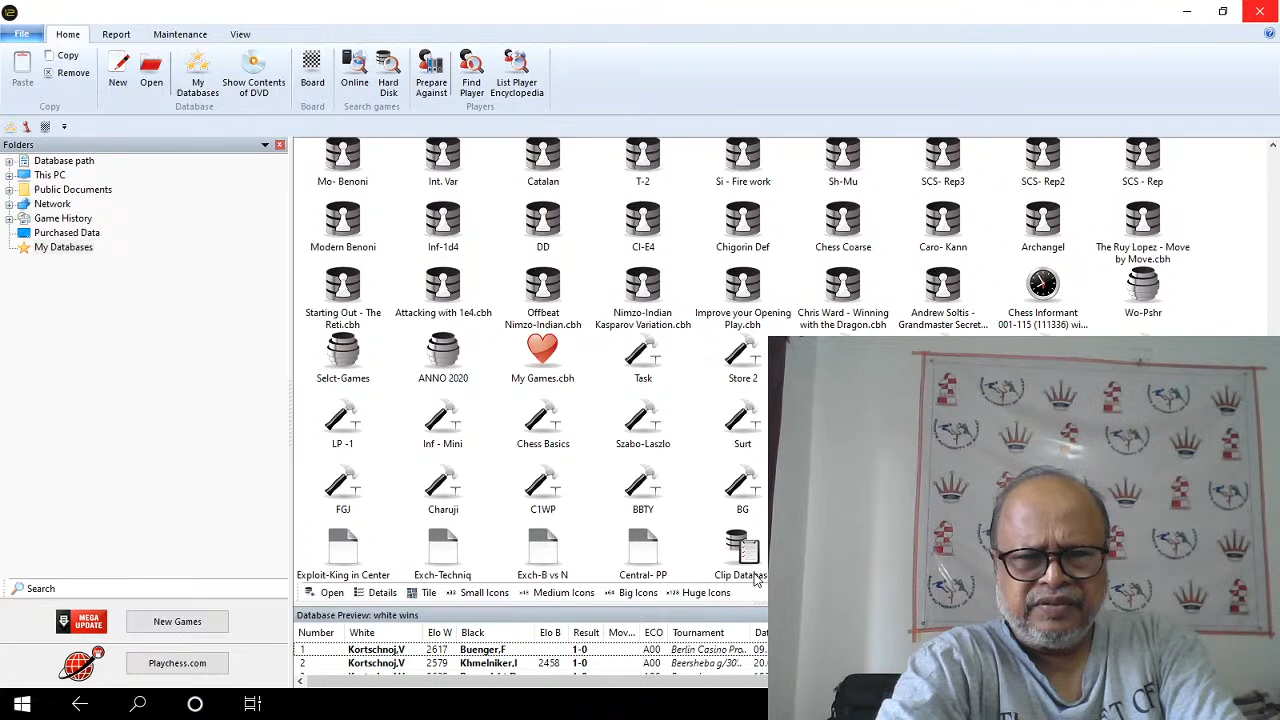 File Home Report Maintenance View
Paste Copy Remove New Open My Databases Show Contents of DVD Board Online Hard Disk Prepare Against Find Player List Player Encyclopedia
Copy Database Board Search games Players
Folders
Database path
This PC
Public Documents
Network
Game History
Purchased Data
My Databases
Mo- Benoni Int. Var Catalan T-2 Si - Fire work Sh-Mu SCS- Rep3 SCS- Rep2 SCS - Rep
Modern Benoni Inf-1d4 DD CI-E4 Chigorin Def Chess Coarse Caro- Kann Archangel The Ruy Lopez - Move by Move.cbh
Starting Out - The Reti.cbh Attacking with 1e4.cbh Offbeat Nimzo-Indian.cbh Nimzo-Indian Kasparov Variation.cbh Improve your Opening Play.cbh Chris Ward - Winning with the Dragon.cbh Andrew Soltis - Grandmaster Secret... Chess Informant 001-115 (111336) wi... Wo-Pshr
Selct-Games ANNO 2020 My Games.cbh Task Store 2
LP -1 Inf - Mini Chess Basics Szabo-Laszlo Surt
FGJ Charuji C1WP BBTY BG
Exploit-King in Center Exch-Techniq Exch-B vs N Central- PP Clip Databas
Open Details Tile Small Icons Medium Icons Big Icons Huge Icons
Search
New Games
MEGA UPDATE
Playchess.com
Database Preview: white wins
Number White Elo W Black Elo B Result Mov... ECO Tournament Dat
1 Kortschnoj,V 2617 Buenger,F 1-0 A00 Berlin Casino Pro.. 09.
2 Kortschnoj,V 2579 Khmelniker,I 2458 1-0 A00 Beersheba g/30'.. 20.